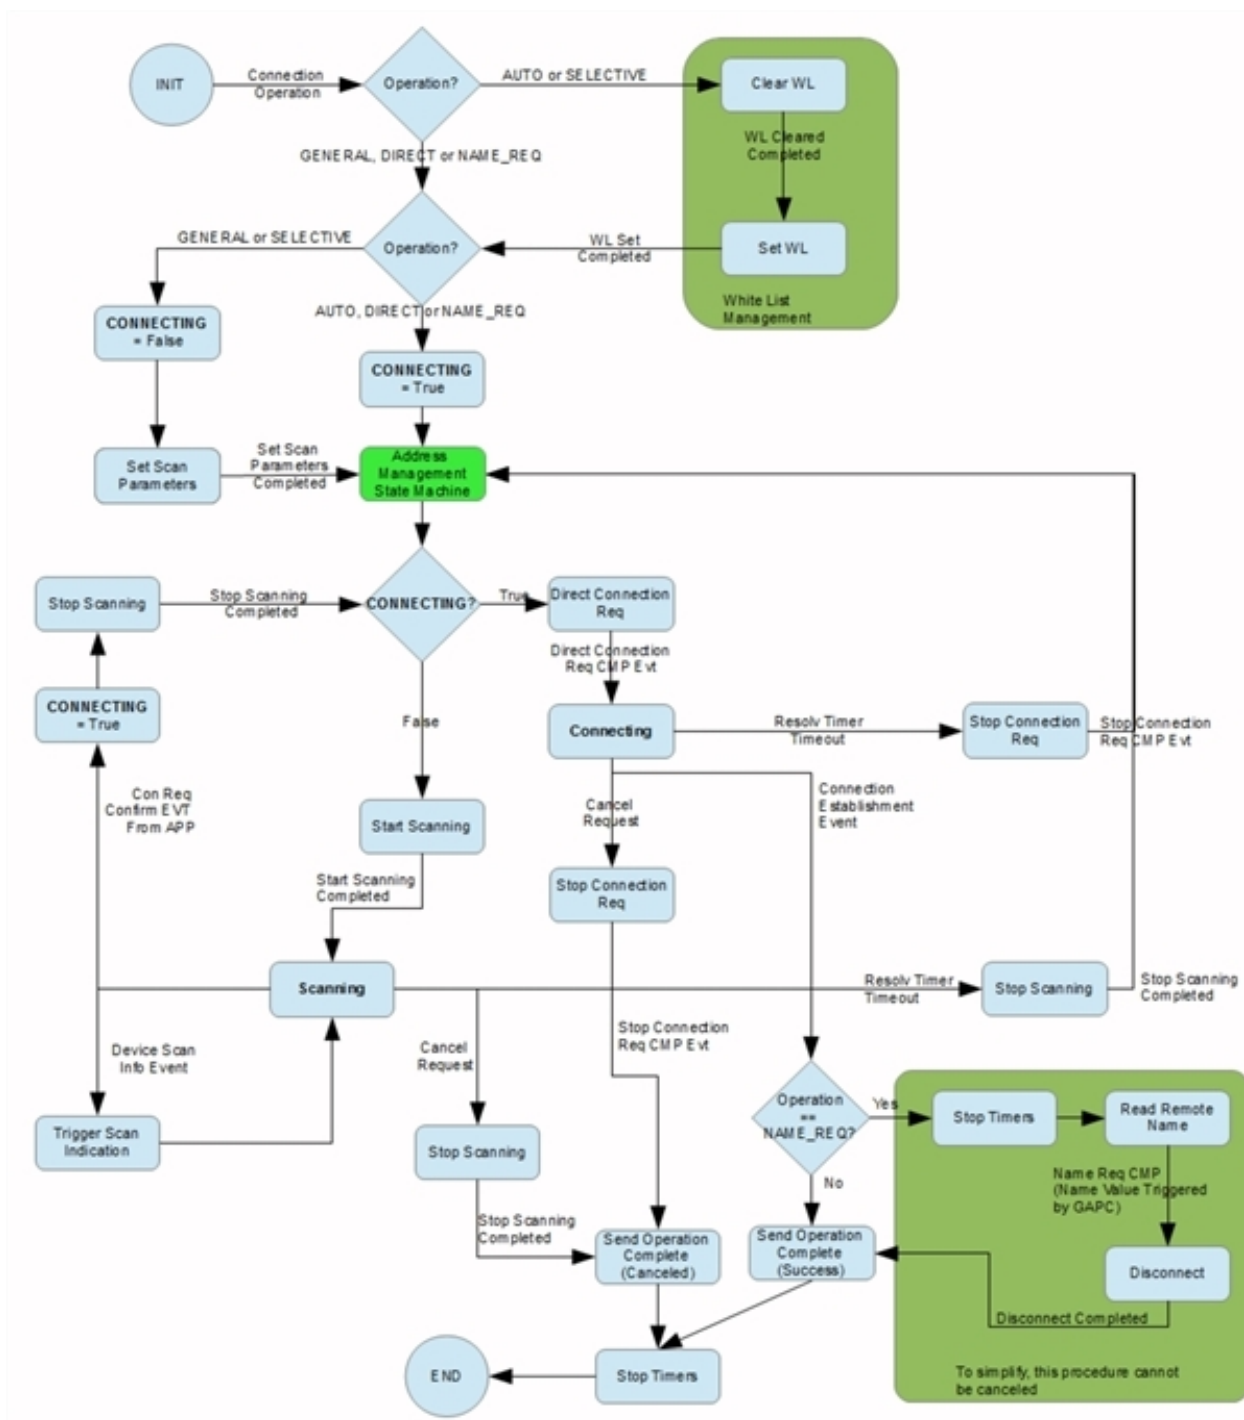 INIT
Connection
Operation
Operation?
AUTO or SELECTIVE
Clear WL
WL Cleared
Completed
GENERAL, DIRECT or NAME_REQ
GENERAL or SELECTIVE
Operation?
WL Set
Completed
Set WL
White List
Management
CONNECTING
= False
AUTO, DIRECT or NAME_REQ
CONNECTING
= True
Set Scan
Parameters
Set Scan
Parameters
Completed
Address
Management
State Machine
Stop Scanning
Stop Scanning
Completed
CONNECTING?
True
Direct Connection
Req
Direct Connection
Req CMP Evt
CONNECTING
= True
False
Connecting
Resolv Timer
Timeout
Stop Connection
Req
Stop Connection
Req CMP Evt
Con Req
Confirm EVT
From APP
Start Scanning
Cancel
Request
Connection
Establishment
Event
Start Scanning
Completed
Stop Connection
Req
Scanning
Resolv Timer
Timeout
Stop Scanning
Stop Scanning
Completed
Device Scan
Info Event
Cancel
Request
Stop Connection
Req CMP Evt
Trigger Scan
Indication
Stop Scanning
Operation
==
NAME_REQ?
Yes
Stop Timers
Read Remote
Name
No
Name Req CMP
(Name Value Triggered
by GAPC)
Stop Scanning
Completed
Send Operation
Complete
(Canceled)
Send Operation
Complete
(Success)
Disconnect
Disconnect Completed
END
Stop Timers
To simplify, this procedure cannot
be canceled